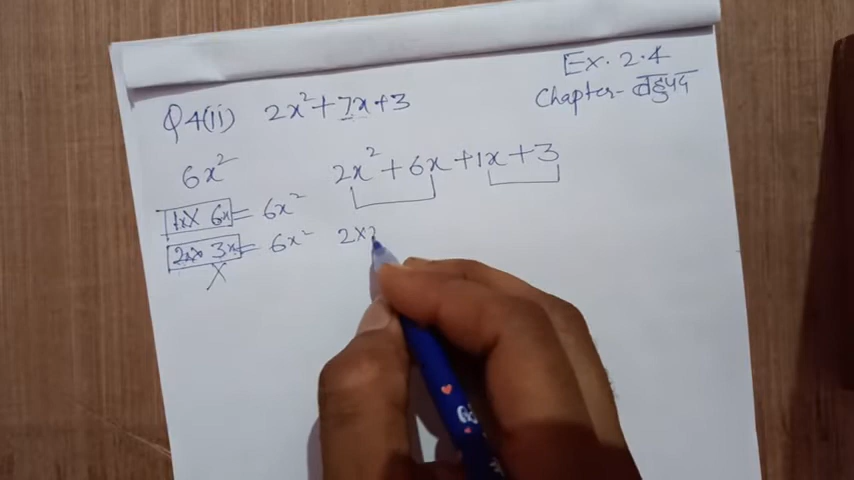 Ex. 2.4
Chapter- बहुपद
Q4(ii) 2x²+7x+3
6x²
2x²+6x+1x+3
1x× 6x = 6x²
2x× 3x = 6x²
X
2×